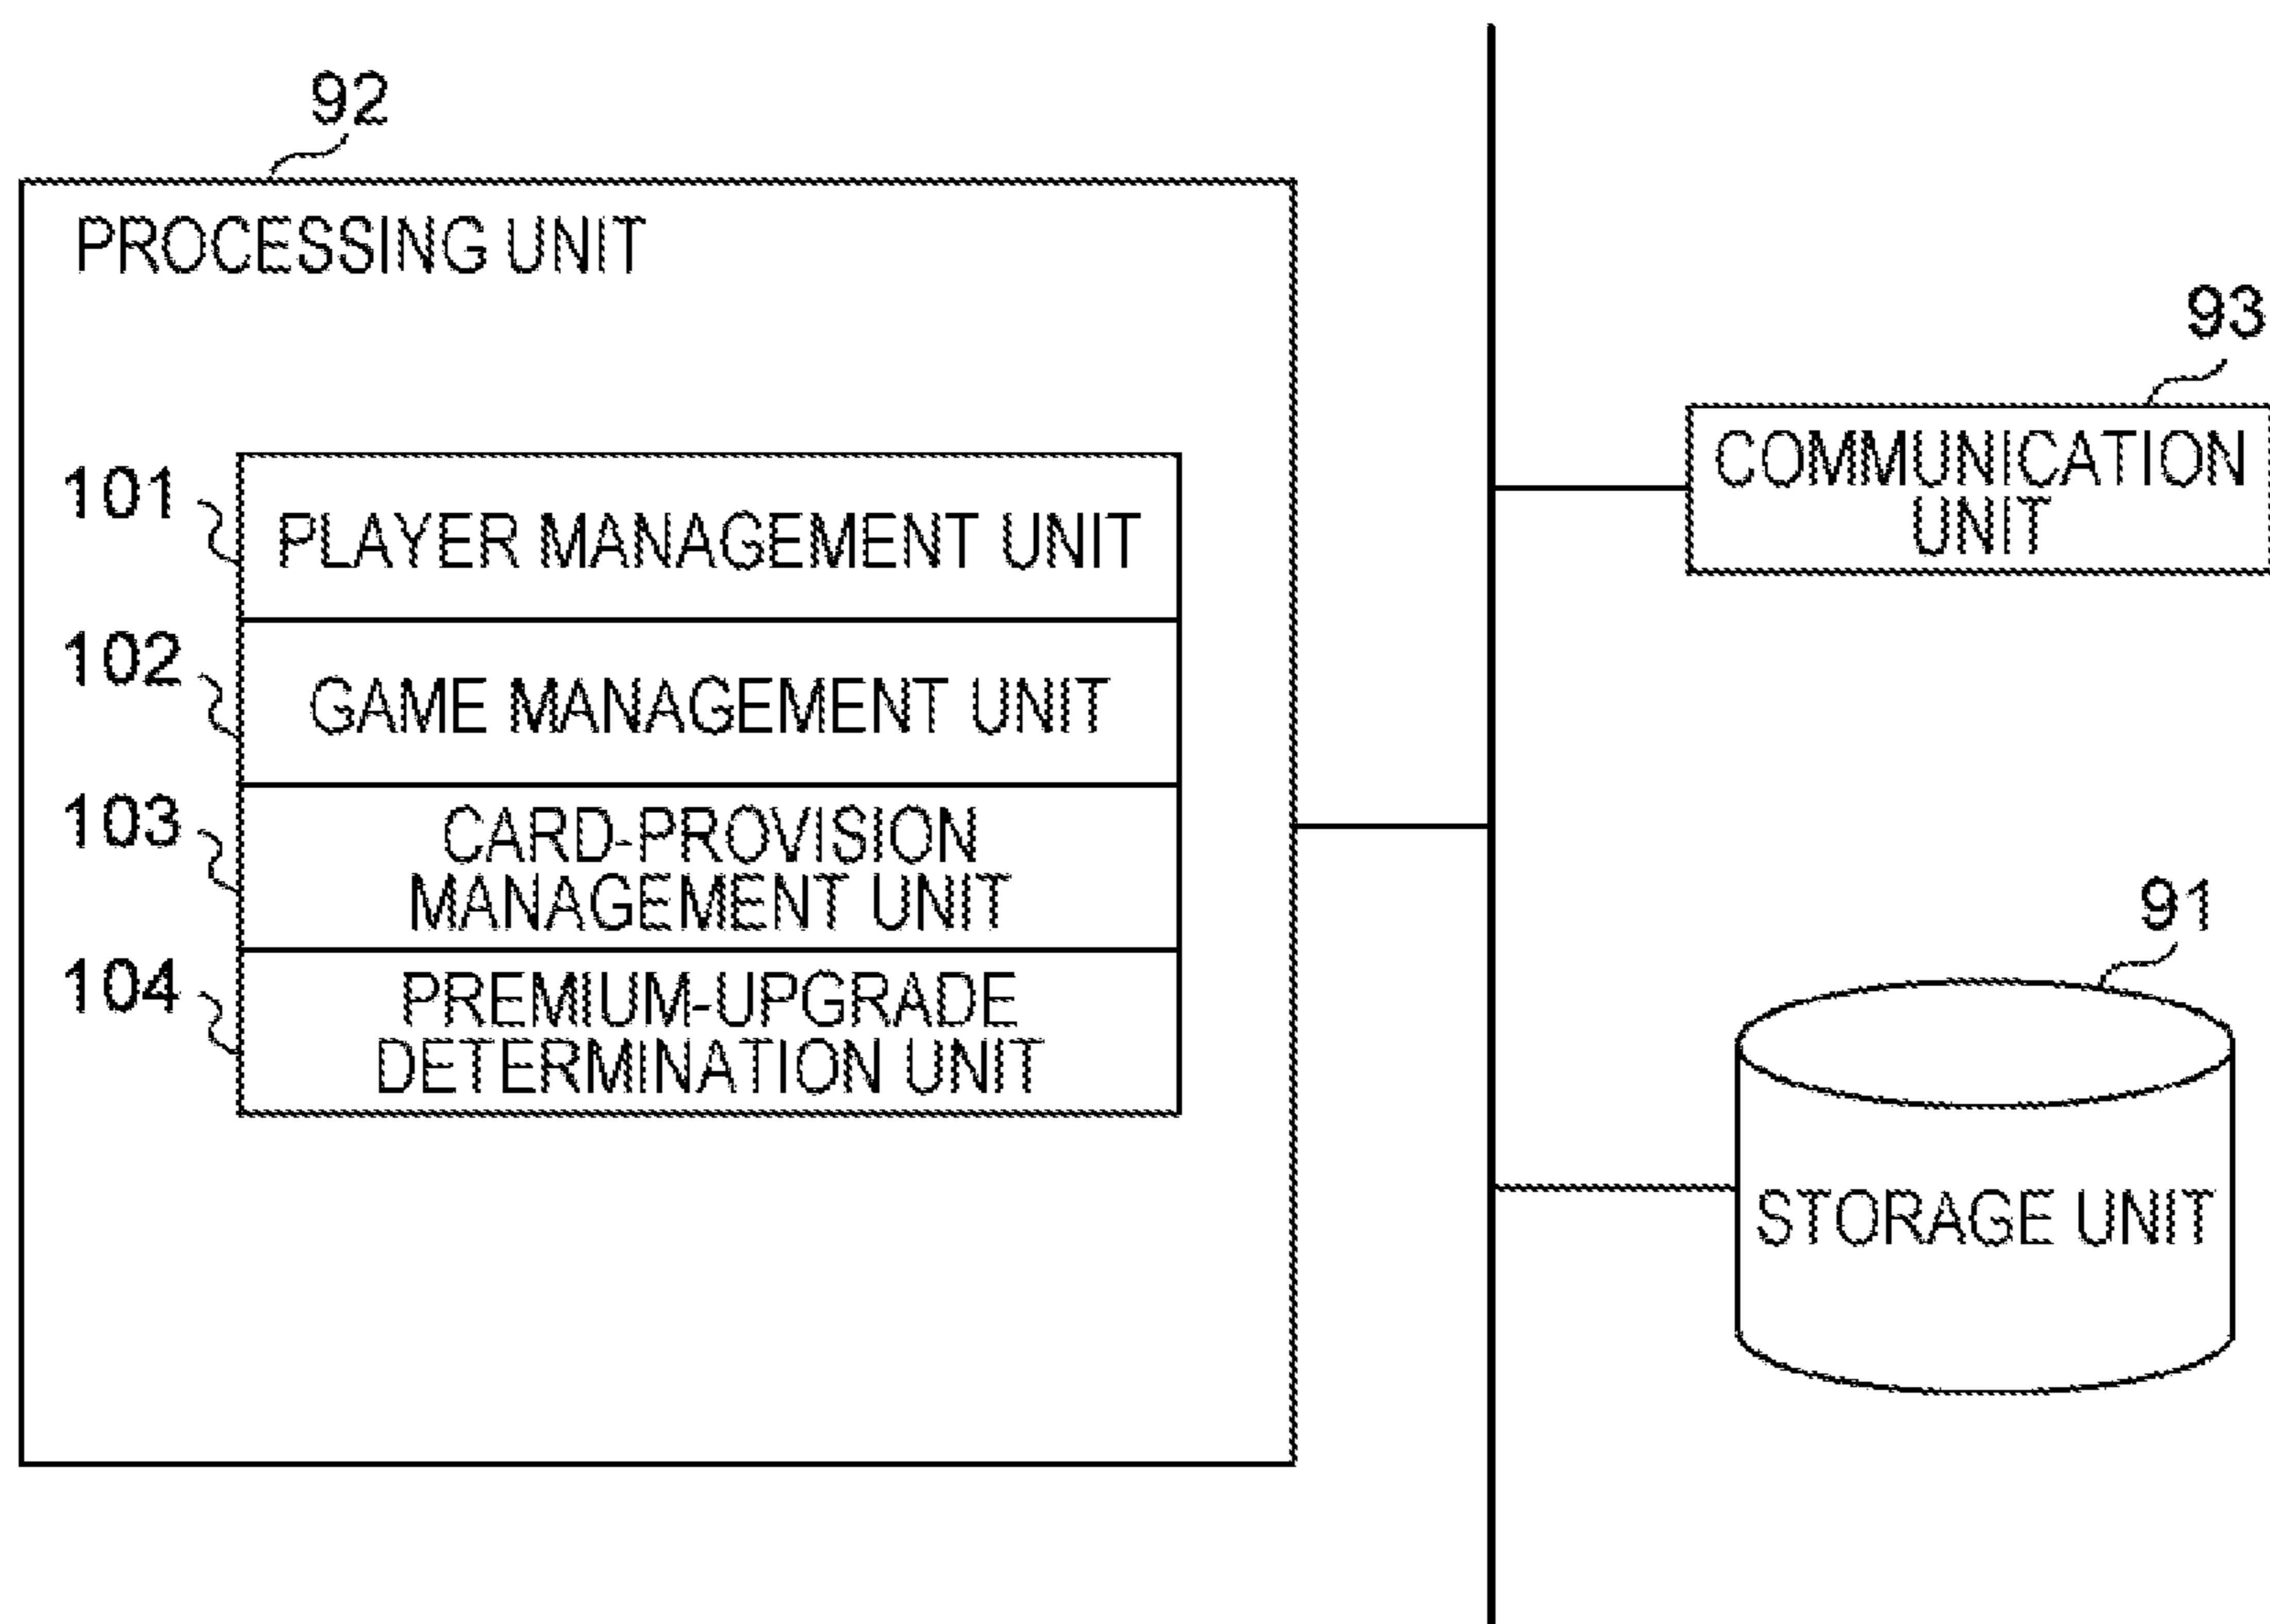 92
PROCESSING UNIT
93
COMMUNICATION
UNIT
101
PLAYER MANAGEMENT UNIT
102
GAME MANAGEMENT UNIT
103
CARD-PROVISION
MANAGEMENT UNIT
104
PREMIUM-UPGRADE
DETERMINATION UNIT
91
STORAGE UNIT